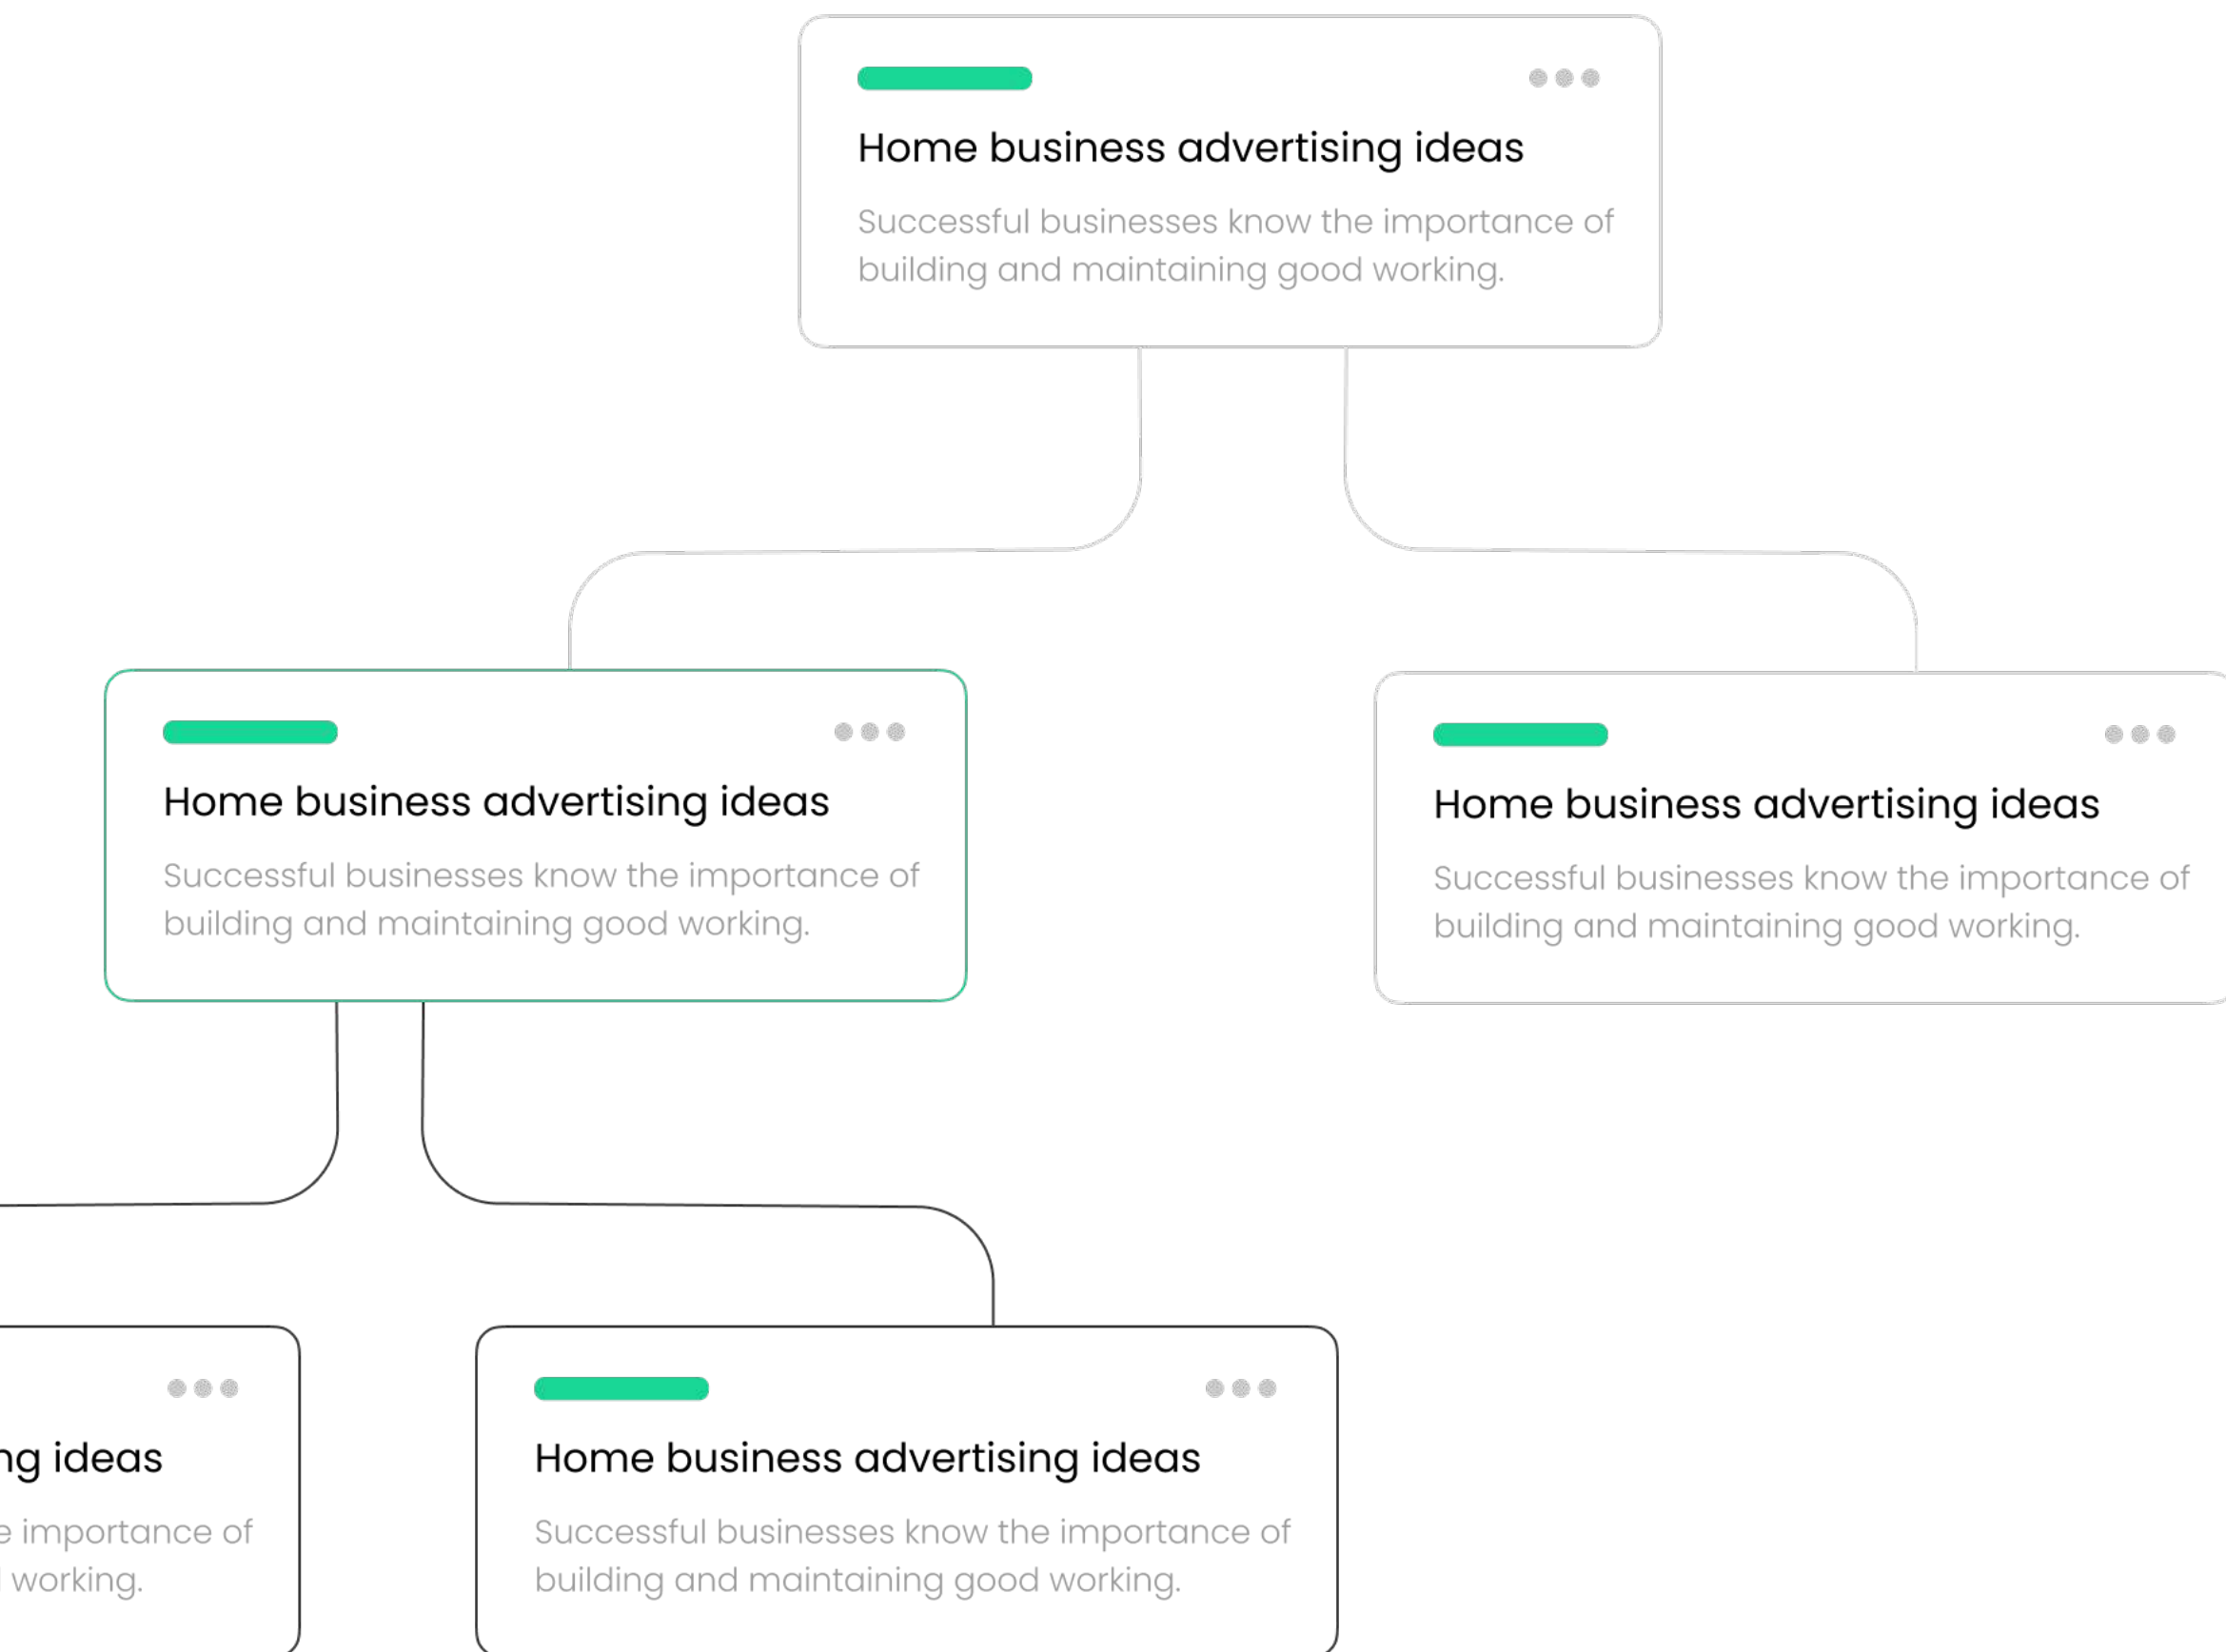 Home business advertising ideas
Successful businesses know the importance of
building and maintaining good working.
Home business advertising ideas
Successful businesses know the importance of
building and maintaining good working.
Home business advertising ideas
Successful businesses know the importance of
building and maintaining good working.
ideas
importance of
working.
Home business advertising ideas
Successful businesses know the importance of
building and maintaining good working.